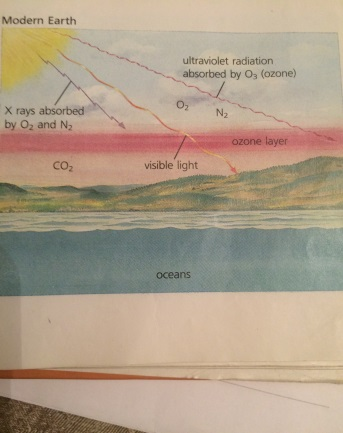 Modern Earth
ultraviolet radiation
absorbed by O₃ (ozone)
X rays absorbed
by O₂ and N₂
O₂
N₂
ozone layer
CO₂
visible light
oceans